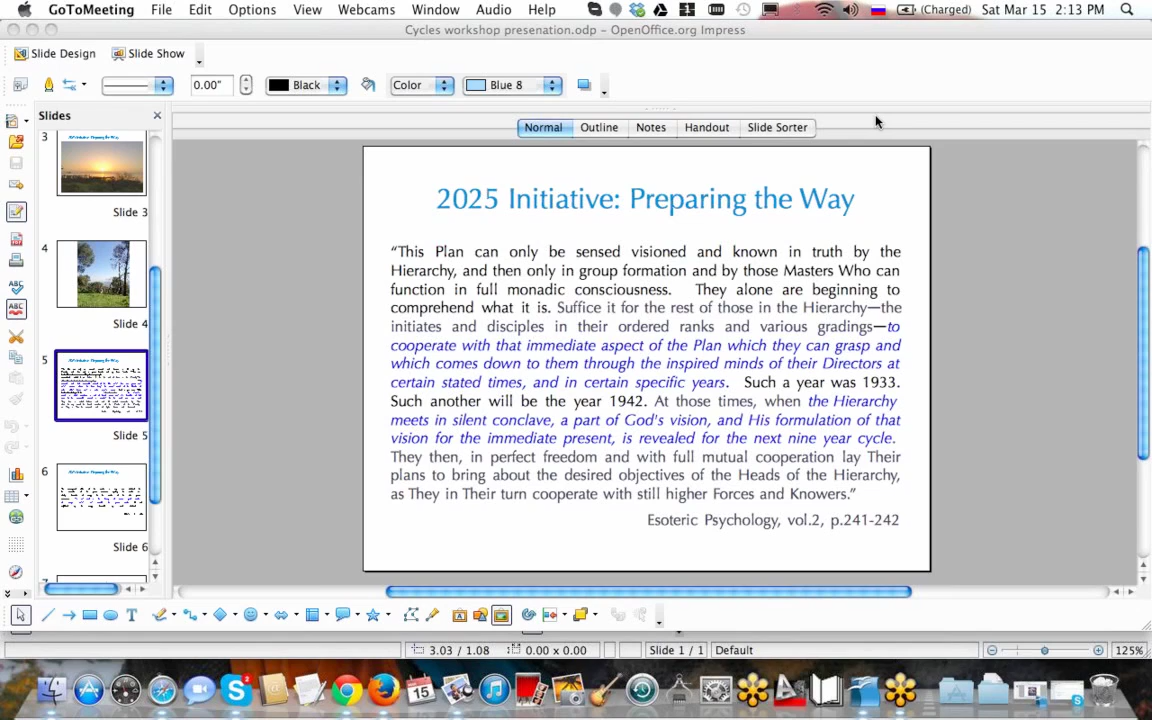 GoToMeeting File Edit Options View Webcams Window Audio Help (Charged) Sat Mar 15 2:13 PM
Cycles workshop presenation.odp – OpenOffice.org Impress
Slide Design Slide Show
0.00" Black Color Blue 8
Slides
Normal Outline Notes Handout Slide Sorter
3
Slide 3
4
Slide 4
5
Slide 5
6
Slide 6
2025 Initiative: Preparing the Way
“This Plan can only be sensed visioned and known in truth by the
Hierarchy, and then only in group formation and by those Masters Who can
function in full monadic consciousness. They alone are beginning to
comprehend what it is. Suffice it for the rest of those in the Hierarchy—the
initiates and disciples in their ordered ranks and various gradings—to
cooperate with that immediate aspect of the Plan which they can grasp and
which comes down to them through the inspired minds of their Directors at
certain stated times, and in certain specific years. Such a year was 1933.
Such another will be the year 1942. At those times, when the Hierarchy
meets in silent conclave, a part of God's vision, and His formulation of that
vision for the immediate present, is revealed for the next nine year cycle.
They then, in perfect freedom and with full mutual cooperation lay Their
plans to bring about the desired objectives of the Heads of the Hierarchy,
as They in Their turn cooperate with still higher Forces and Knowers.”
Esoteric Psychology, vol.2, p.241-242
3.03 / 1.08 0.00 x 0.00 Slide 1 / 1 Default 125%